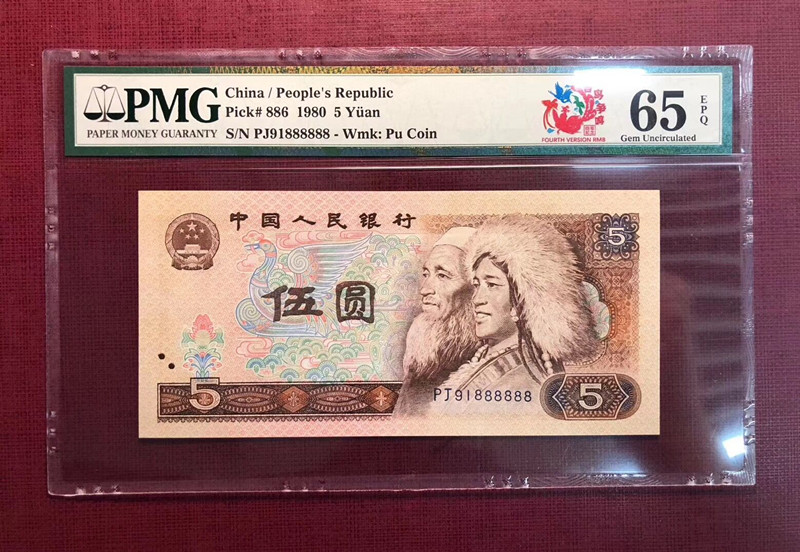 PMG
PAPER MONEY GUARANTY
China / People's Republic
Pick# 886 1980 5 Yüan
S/N PJ91888888 - Wmk: Pu Coin
FOURTH VERSION RMB
65 EPQ
Gem Uncirculated
中国人民银行
5
伍圆
PJ91888888
5
5